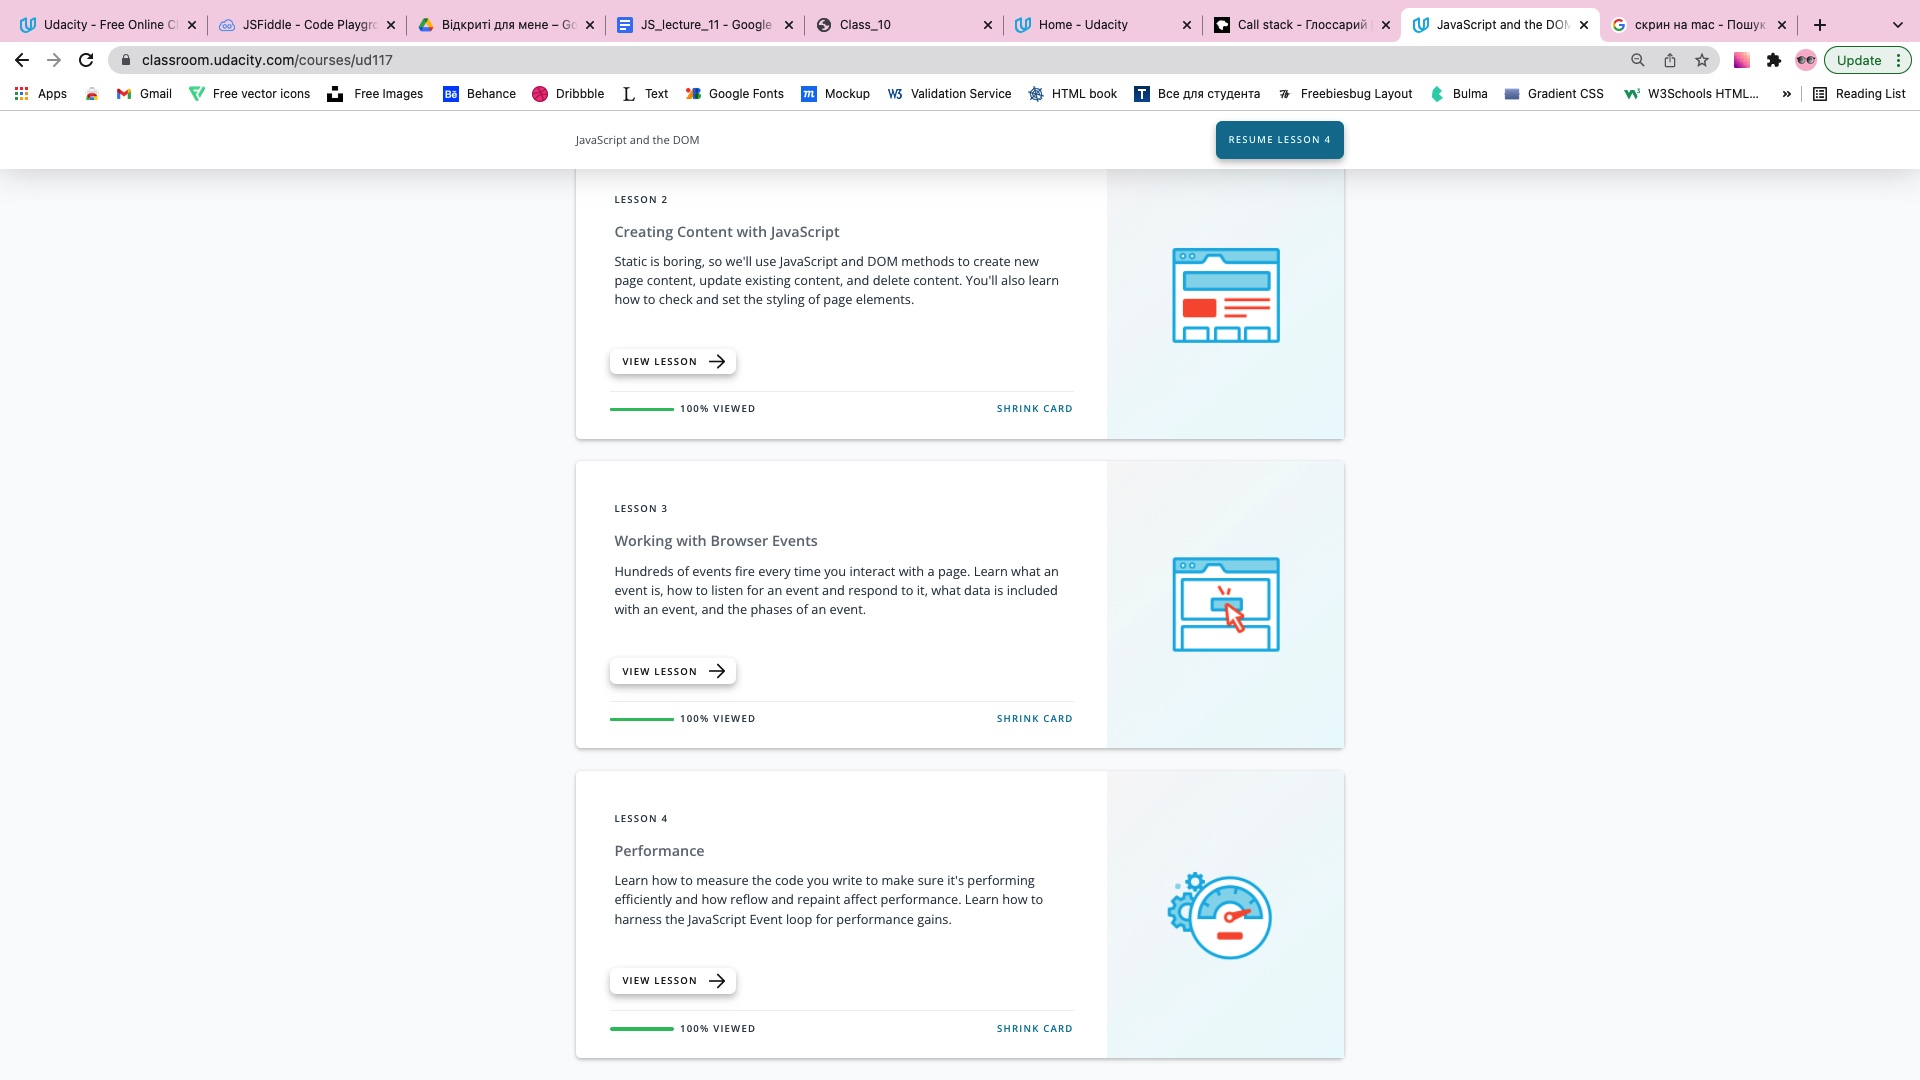 Udacity - Free Online Cl
JSFiddle - Code Playgro
Відкриті для мене – Go
JS_lecture_11 - Google
Class_10
Home - Udacity
Call stack - Глоссарий
JavaScript and the DOM
скрин на mac - Пошук
classroom.udacity.com/courses/ud117
Update
Apps
Gmail
Free vector icons
Free Images
Behance
Dribbble
Text
Google Fonts
Mockup
Validation Service
HTML book
Все для студента
Freebiesbug Layout
Bulma
Gradient CSS
W3Schools HTML...
»
Reading List
JavaScript and the DOM
RESUME LESSON 4
LESSON 2
Creating Content with JavaScript
Static is boring, so we'll use JavaScript and DOM methods to create new
page content, update existing content, and delete content. You'll also learn
how to check and set the styling of page elements.
VIEW LESSON
100% VIEWED
SHRINK CARD
LESSON 3
Working with Browser Events
Hundreds of events fire every time you interact with a page. Learn what an
event is, how to listen for an event and respond to it, what data is included
with an event, and the phases of an event.
VIEW LESSON
100% VIEWED
SHRINK CARD
LESSON 4
Performance
Learn how to measure the code you write to make sure it's performing
efficiently and how reflow and repaint affect performance. Learn how to
harness the JavaScript Event loop for performance gains.
VIEW LESSON
100% VIEWED
SHRINK CARD